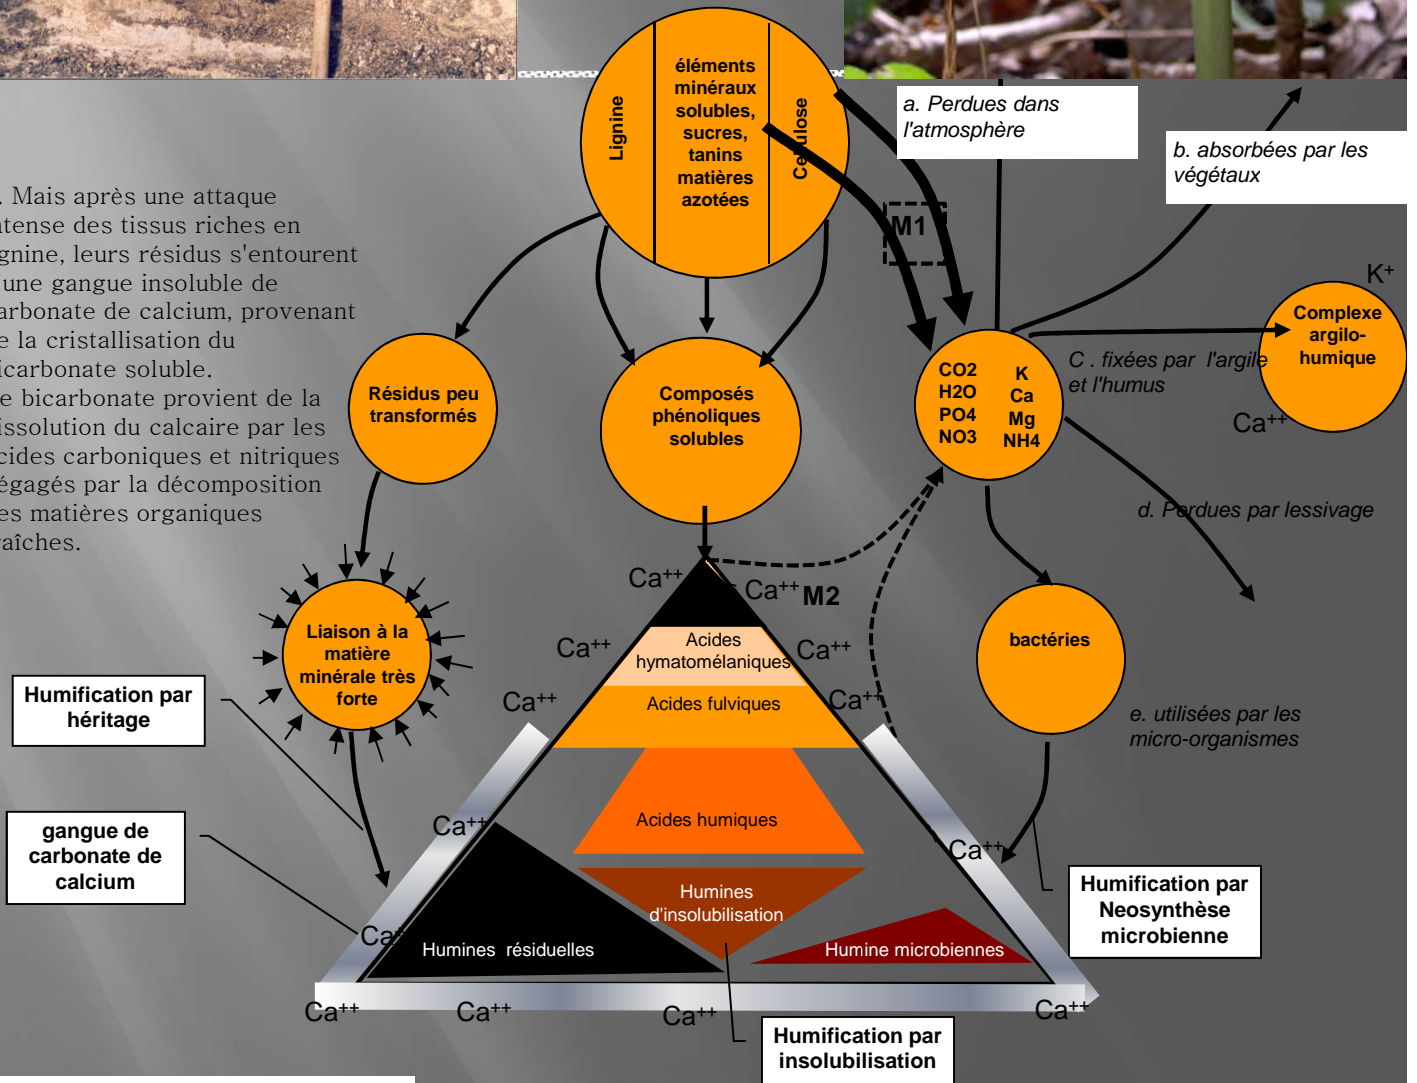 Lignine
éléments
minéraux
solubles,
sucres,
tanins
matières
azotées
Cellulose
a. Perdues dans
l'atmosphère
b. absorbées par les
végétaux
. Mais après une attaque
ntense des tissus riches en
gnine, leurs résidus s'entourent
'une gangue insoluble de
arbonate de calcium, provenant
e la cristallisation du
icarbonate soluble.
e bicarbonate provient de la
issolution du calcaire par les
cides carboniques et nitriques
égagés par la décomposition
es matières organiques
raîches.
M1
K+
Complexe
argilo-
humique
Ca++
C . fixées par l'argile
et l'humus
CO2 K
H2O Ca
PO4 Mg
NO3 NH4
Résidus peu
transformés
Composés
phénoliques
solubles
d. Perdues par lessivage
Ca++
Ca++ M2
Liaison à la
matière
minérale très
forte
Ca++
Acides
hymatomélaniques
Ca++
bactéries
Humification par
héritage
Ca++
Acides fulviques
Ca++
e. utilisées par les
micro-organismes
gangue de
carbonate de
calcium
Ca++
Acides humiques
Ca++
Humines
d'insolubilisation
Humification par
Neosynthèse
microbienne
Ca
Humines résiduelles
Humine microbiennes
Ca++
Ca++
Ca++
Ca++
Humification par
insolubilisation